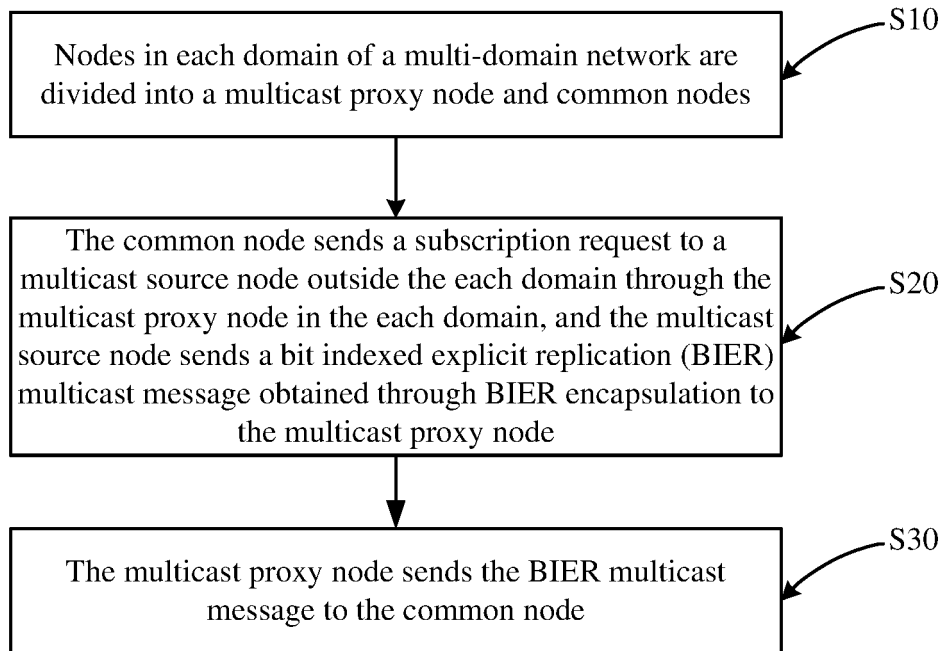 S10
Nodes in each domain of a multi-domain network are
divided into a multicast proxy node and common nodes
The common node sends a subscription request to a
multicast source node outside the each domain through the
multicast proxy node in the each domain, and the multicast
source node sends a bit indexed explicit replication (BIER)
multicast message obtained through BIER encapsulation to
the multicast proxy node
S20
The multicast proxy node sends the BIER multicast
message to the common node
S30